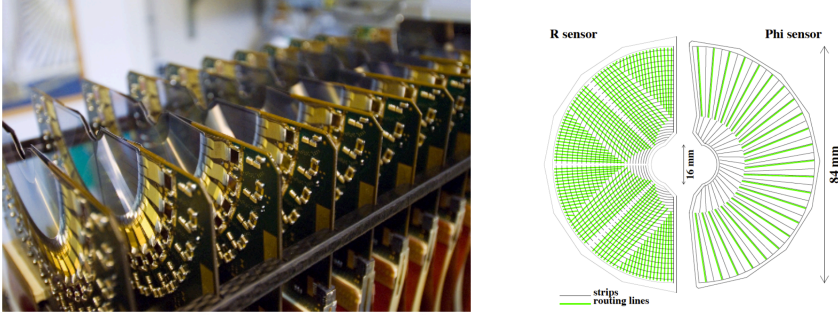 R sensor
Phi sensor
16 mm
84 mm
strips
routing lines